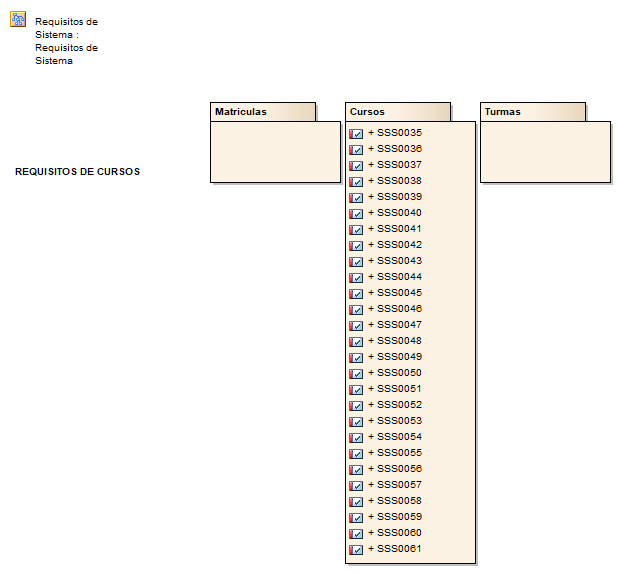 Requisitos de
Sistema :
Requisitos de
Sistema
Matriculas
Cursos
Turmas
REQUISITOS DE CURSOS
+ SSS0035
+ SSS0036
+ SSS0037
+ SSS0038
+ SSS0039
+ SSS0040
+ SSS0041
+ SSS0042
+ SSS0043
+ SSS0044
+ SSS0045
+ SSS0046
+ SSS0047
+ SSS0048
+ SSS0049
+ SSS0050
+ SSS0051
+ SSS0052
+ SSS0053
+ SSS0054
+ SSS0055
+ SSS0056
+ SSS0057
+ SSS0058
+ SSS0059
+ SSS0060
+ SSS0061